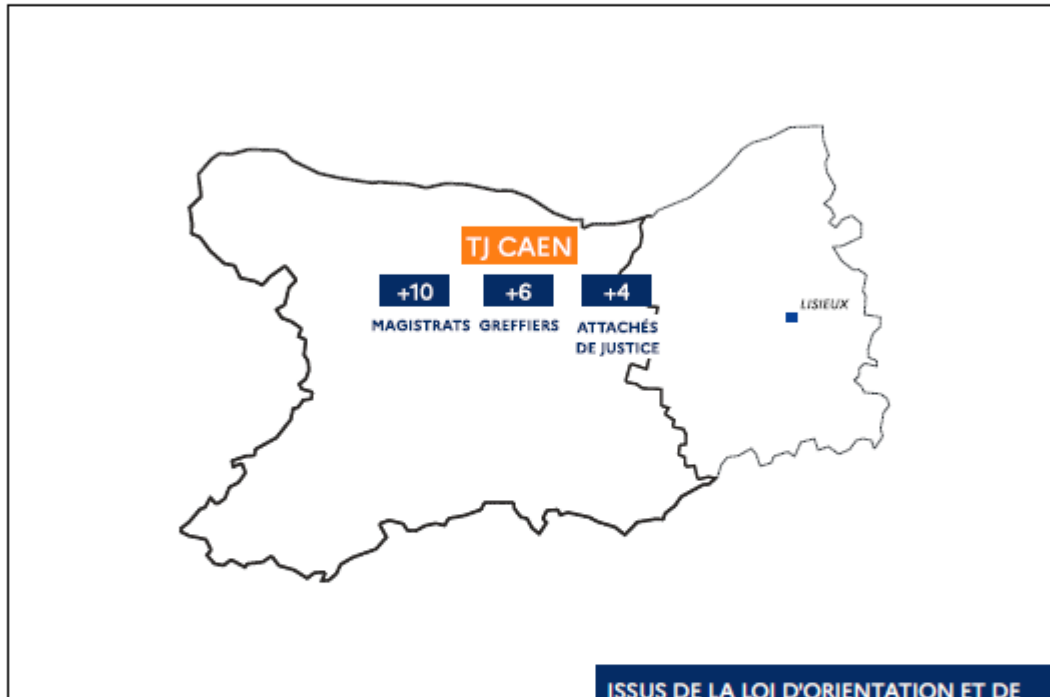 TJ CAEN
+10
+6
+4
MAGISTRATS
GREFFIERS
ATTACHÉS
DE JUSTICE
LISIEUX
ISSUS DE LA LOI D'ORIENTATION ET DE